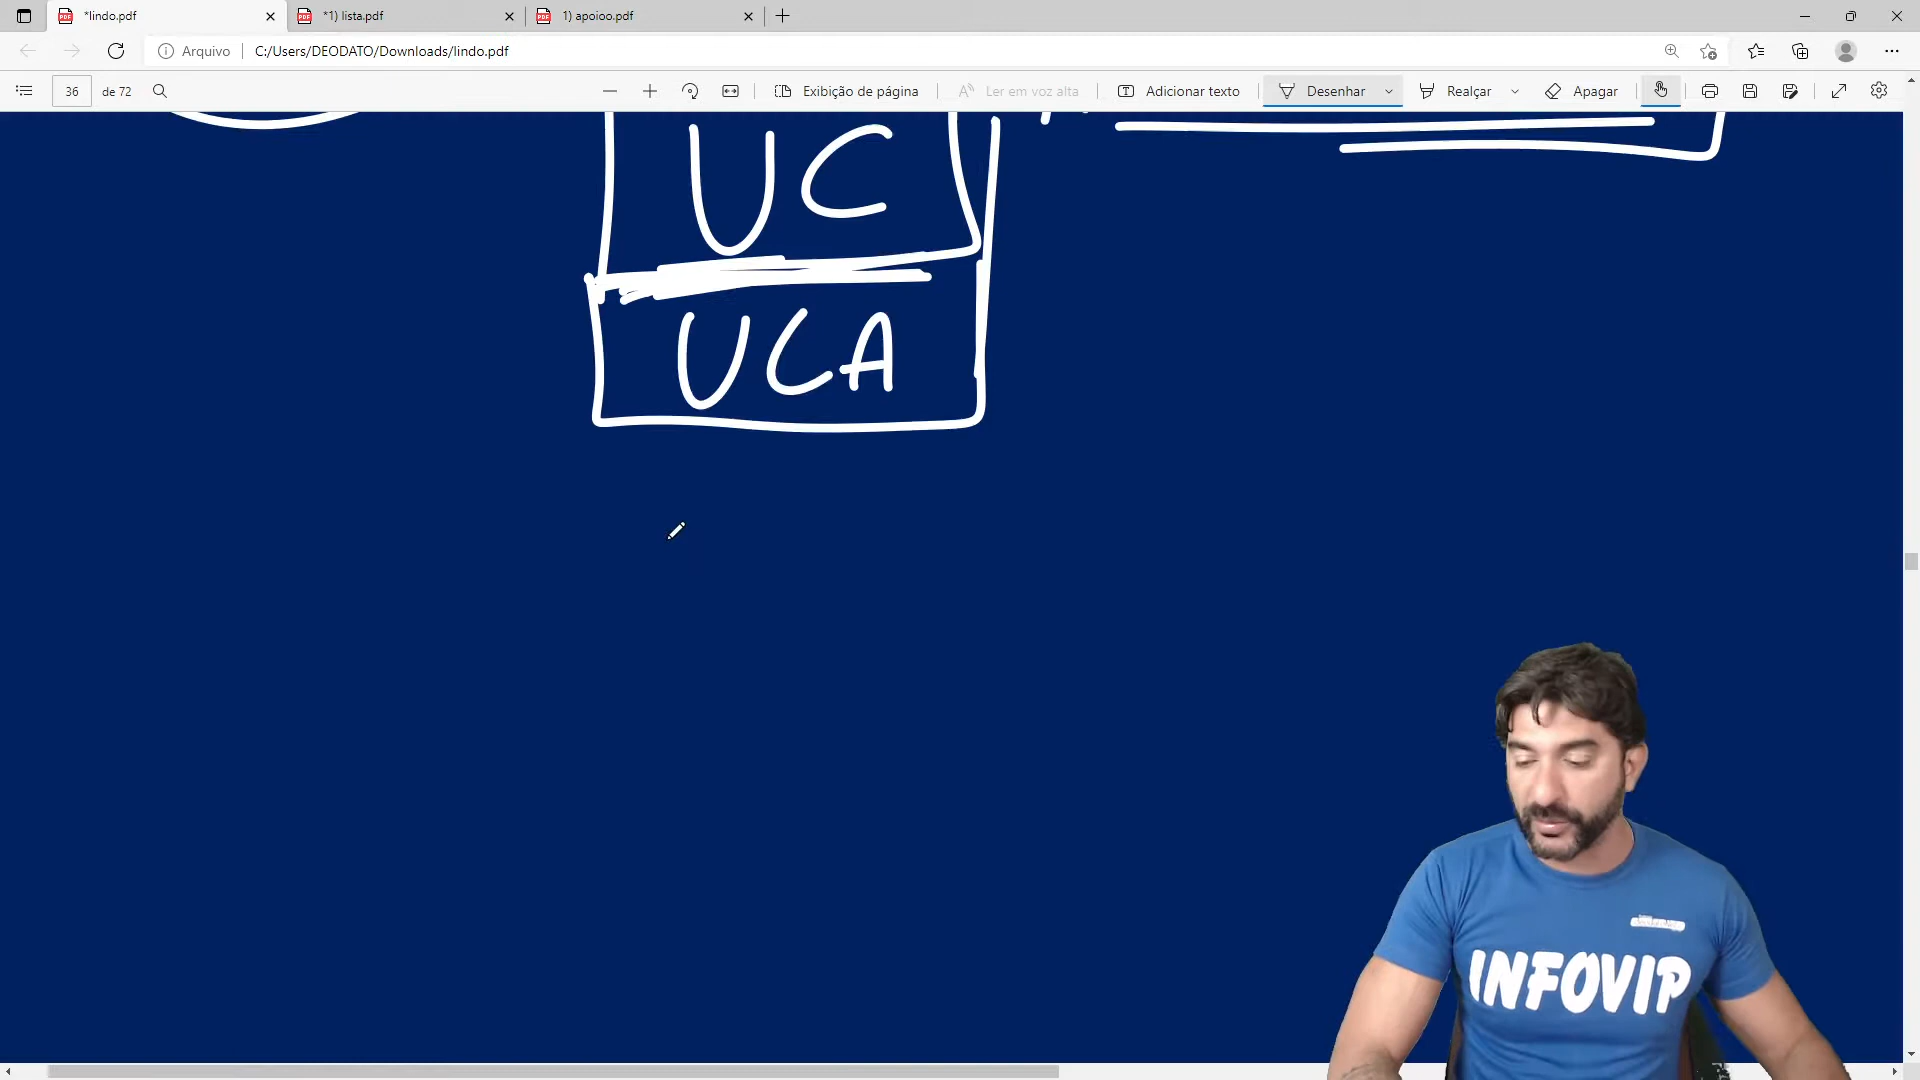 *lindo.pdf
*1) lista.pdf
1) apoioo.pdf
Arquivo
C:/Users/DEODATO/Downloads/lindo.pdf
36
de 72
Exibição de página
Ler em voz alta
Adicionar texto
Desenhar
Realçar
Apagar
UC
UCA
INFOVIP